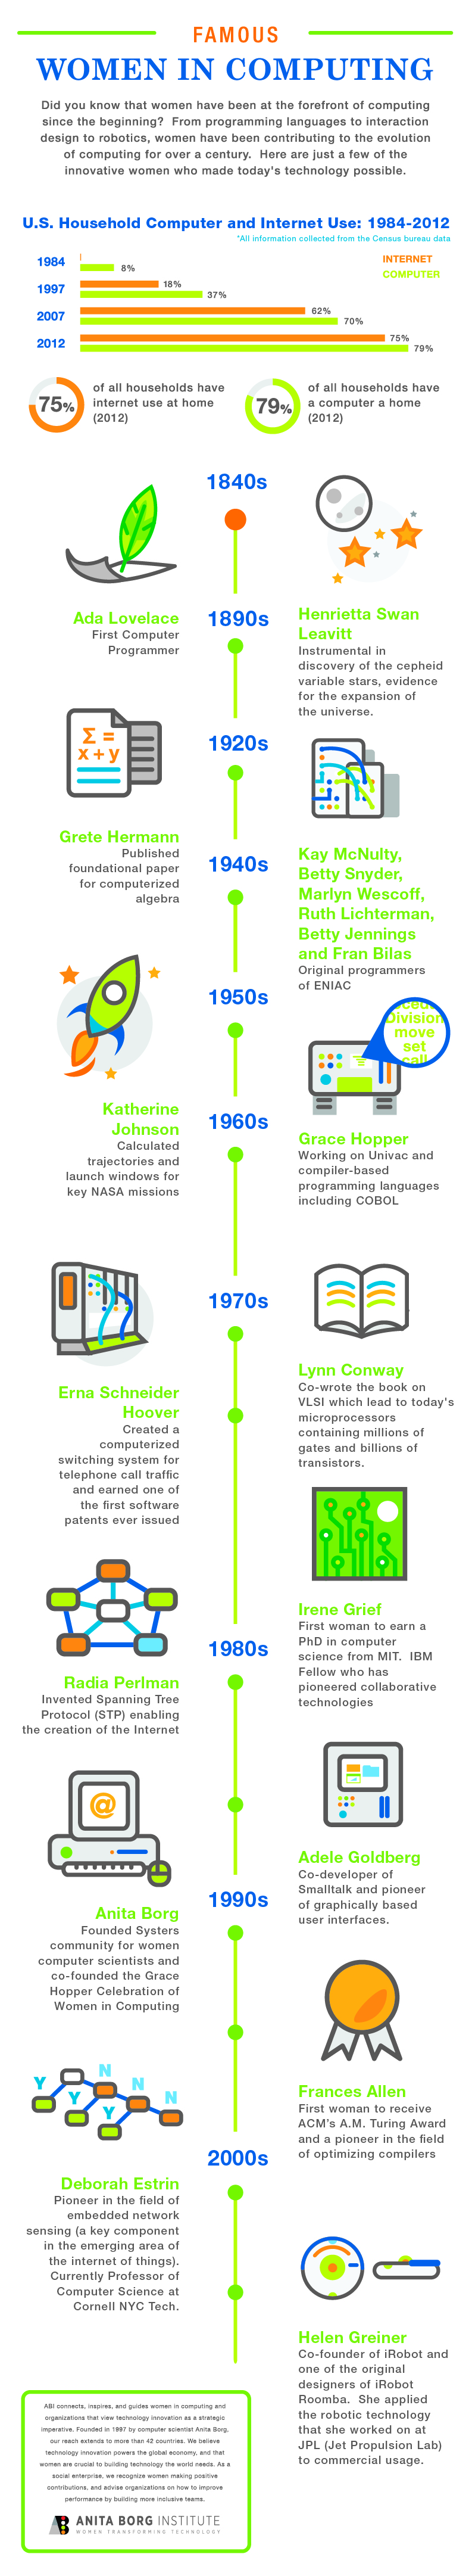 FAMOUS
WOMEN IN COMPUTING
Did you know that women have been at the forefront of computing
since the beginning? From programming languages to interaction
design to robotics, women have been contributing to the evolution
of computing for over a century. Here are just a few of the
innovative women who made today's technology possible.
U.S. Household Computer and Internet Use: 1984-2012
*All information collected from the Census bureau data
INTERNET
COMPUTER
1984
8%
1997
18%
37%
2007
62%
70%
2012
75%
79%
75%
of all households have
internet use at home
(2012)
79%
of all households have
a computer a home
(2012)
1840s
Ada Lovelace
First Computer
Programmer
1890s
Henrietta Swan
Leavitt
Instrumental in
discovery of the cepheid
variable stars, evidence
for the expansion of
the universe.
Σ =
x + y
1920s
Grete Hermann
Published
foundational paper
for computerized
algebra
1940s
Kay McNulty,
Betty Snyder,
Marlyn Wescoff,
Ruth Lichterman,
Betty Jennings
and Fran Bilas
Original programmers
of ENIAC
1950s
Division
move
set
call
Katherine
Johnson
Calculated
trajectories and
launch windows for
key NASA missions
1960s
Grace Hopper
Working on Univac and
compiler-based
programming languages
including COBOL
1970s
Erna Schneider
Hoover
Created a
computerized
switching system for
telephone call traffic
and earned one of
the first software
patents ever issued
Lynn Conway
Co-wrote the book on
VLSI which lead to today's
microprocessors
containing millions of
gates and billions of
transistors.
Irene Grief
First woman to earn a
PhD in computer
science from MIT. IBM
Fellow who has
pioneered collaborative
technologies
1980s
Radia Perlman
Invented Spanning Tree
Protocol (STP) enabling
the creation of the Internet
@
Adele Goldberg
Co-developer of
Smalltalk and pioneer
of graphically based
user interfaces.
1990s
Anita Borg
Founded Systers
community for women
computer scientists and
co-founded the Grace
Hopper Celebration of
Women in Computing
Frances Allen
First woman to receive
ACM's A.M. Turing Award
and a pioneer in the field
of optimizing compilers
Y
N
Y
N
Y
N
2000s
Deborah Estrin
Pioneer in the field of
embedded network
sensing (a key component
in the emerging area of
the internet of things).
Currently Professor of
Computer Science at
Cornell NYC Tech.
Helen Greiner
Co-founder of iRobot and
one of the original
designers of iRobot
Roomba. She applied
the robotic technology
that she worked on at
JPL (Jet Propulsion Lab)
to commercial usage.
ABI connects, inspires, and guides women in computing and
organizations that view technology innovation as a strategic
imperative. Founded in 1997 by computer scientist Anita Borg,
our reach extends to more than 42 countries. We believe
technology innovation powers the global economy, and that
women are crucial to building technology the world needs. As a
social enterprise, we recognize women making positive
contributions, and advise organizations on how to improve
performance by building more inclusive teams.
ANITA BORG INSTITUTE
WOMEN TRANSFORMING TECHNOLOGY